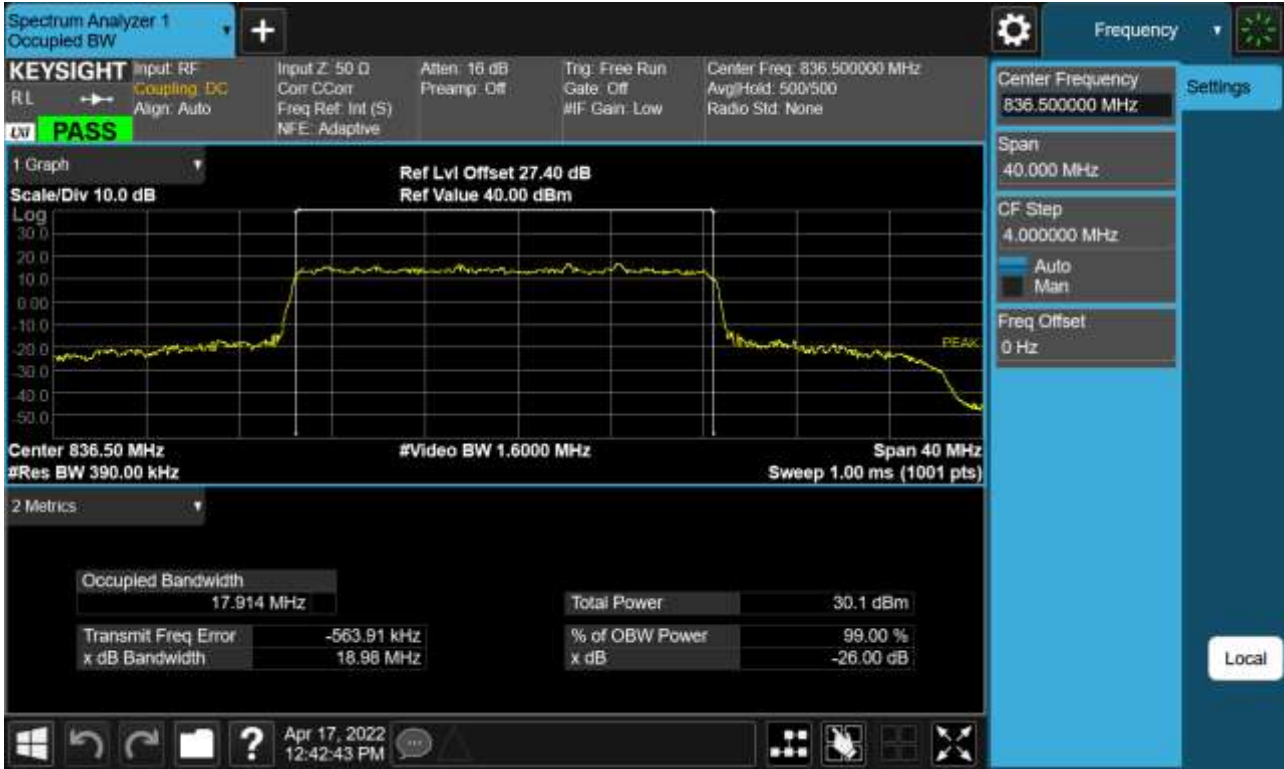 Spectrum Analyzer 1
Occupied BW
Frequency
KEYSIGHT
RL
LXI
PASS
Input: RF
Coupling: DC
Align: Auto
Input Z: 50 Ω
Corr CCorr
Freq Ref: Int (S)
NFE: Adaptive
Atten: 16 dB
Preamp: Off
Trig: Free Run
Gate: Off
#IF Gain: Low
Center Freq: 836.500000 MHz
Avg|Hold: 500/500
Radio Std: None
1 Graph
Scale/Div 10.0 dB
Ref Lvl Offset 27.40 dB
Ref Value 40.00 dBm
Log
30.0
20.0
10.0
0.00
-10.0
-20.0
-30.0
-40.0
-50.0
PEAK
Center 836.50 MHz
#Res BW 390.00 kHz
#Video BW 1.6000 MHz
Span 40 MHz
Sweep 1.00 ms (1001 pts)
2 Metrics
Occupied Bandwidth
17.914 MHz
Transmit Freq Error -563.91 kHz
x dB Bandwidth 18.98 MHz
Total Power 30.1 dBm
% of OBW Power 99.00 %
x dB -26.00 dB
Apr 17, 2022
12:42:43 PM
?
Center Frequency
836.500000 MHz
Span
40.000 MHz
CF Step
4.000000 MHz
Auto
Man
Freq Offset
0 Hz
Settings
Local